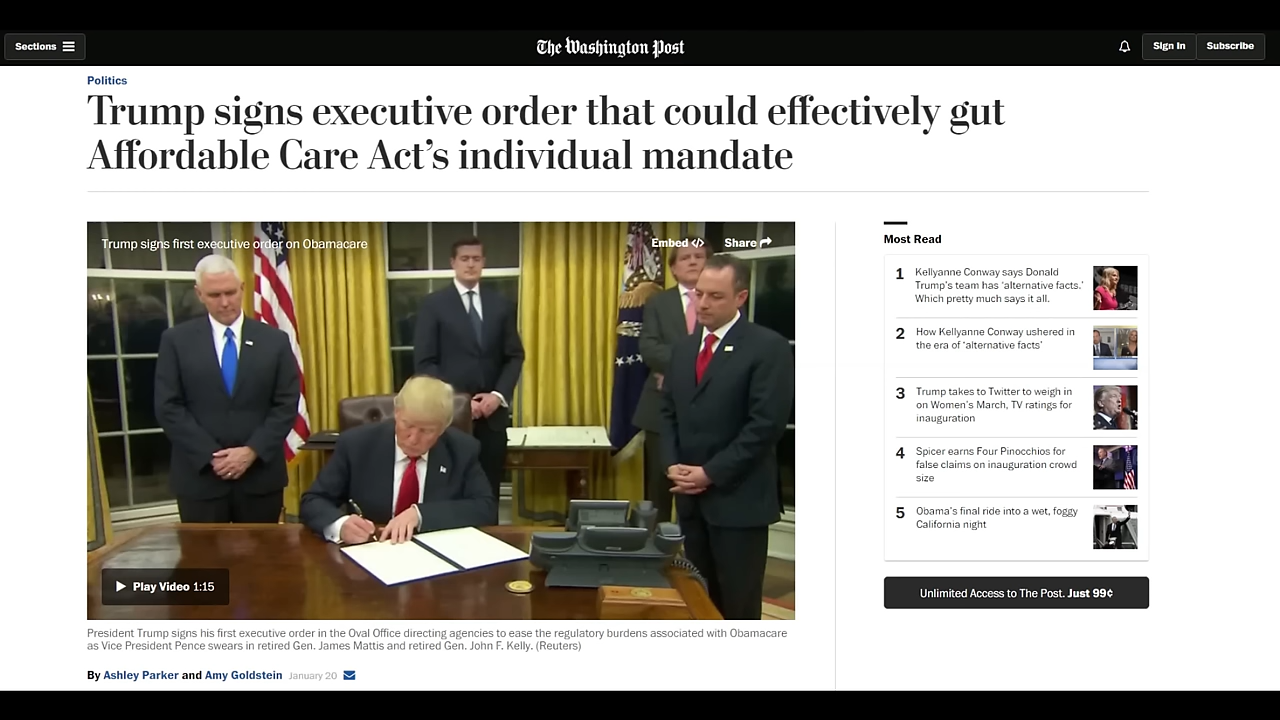 Sections
The Washington Post
Sign In
Subscribe
Politics
Trump signs executive order that could effectively gut
Affordable Care Act’s individual mandate
Trump signs first executive order on Obamacare
Embed
Share
Play Video 1:15
President Trump signs his first executive order in the Oval Office directing agencies to ease the regulatory burdens associated with Obamacare
as Vice President Pence swears in retired Gen. James Mattis and retired Gen. John F. Kelly. (Reuters)
By Ashley Parker and Amy Goldstein January 20
Most Read
1 Kellyanne Conway says Donald
Trump’s team has ‘alternative facts.’
Which pretty much says it all.
2 How Kellyanne Conway ushered in
the era of ‘alternative facts’
3 Trump takes to Twitter to weigh in
on Women’s March, TV ratings for
inauguration
4 Spicer earns Four Pinocchios for
false claims on inauguration crowd
size
5 Obama’s final ride into a wet, foggy
California night
Unlimited Access to The Post. Just 99¢